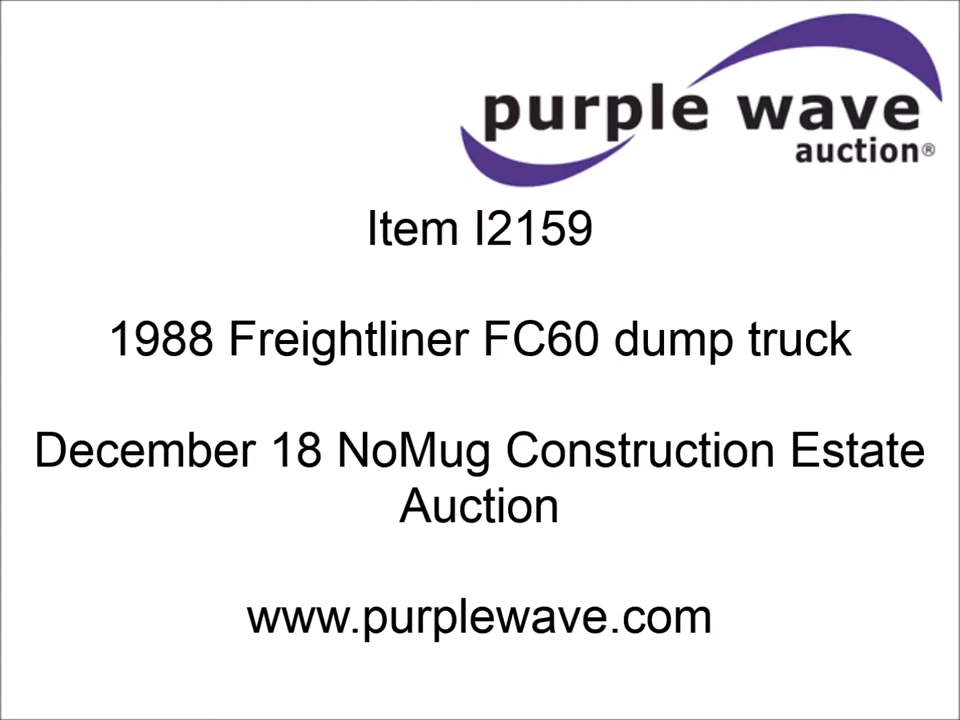 purple wave
auction®
Item I2159
1988 Freightliner FC60 dump truck
December 18 NoMug Construction Estate
Auction
www.purplewave.com